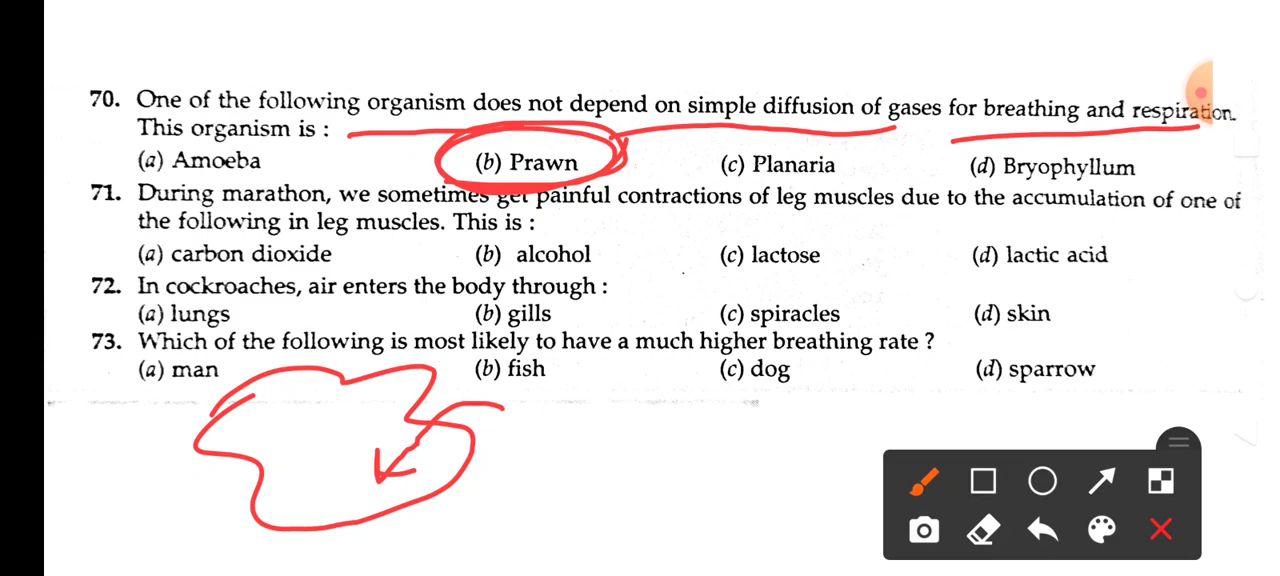 70. One of the following organism does not depend on simple diffusion of gases for breathing and respiration.
This organism is :
(a) Amoeba (b) Prawn (c) Planaria (d) Bryophyllum
71. During marathon, we sometimes get painful contractions of leg muscles due to the accumulation of one of
the following in leg muscles. This is :
(a) carbon dioxide (b) alcohol (c) lactose (d) lactic acid
72. In cockroaches, air enters the body through :
(a) lungs (b) gills (c) spiracles (d) skin
73. Which of the following is most likely to have a much higher breathing rate ?
(a) man (b) fish (c) dog (d) sparrow